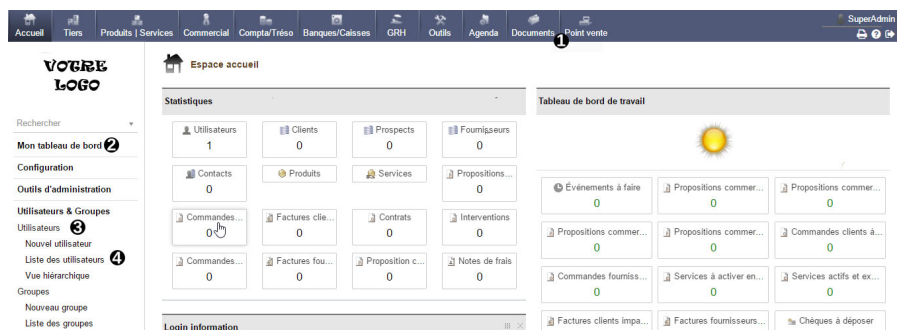 Accueil Tiers Produits | Services Commercial Compta/Tréso Banques/Caisses GRH Outils Agenda Documents Point vente
SuperAdmin
1
VOTRE
LOGO
Espace accueil
Statistiques
Tableau de bord de travail
Rechercher
Mon tableau de bord 2
Configuration
Outils d'administration
Utilisateurs & Groupes
Utilisateurs 3
Nouvel utilisateur
Liste des utilisateurs 4
Vue hiérarchique
Groupes
Nouveau groupe
Liste des groupes
Utilisateurs Clients Prospects Fournisseurs
1 0 0 0
Contacts Produits Services Propositions...
0 0
Commandes... Factures clie... Contrats Interventions
0 0 0 0
Commandes... Factures fou... Proposition c... Notes de frais
0 0 0 0
Login information
Événements à faire Propositions commer... Propositions commer...
0 0 0
Propositions commer... Propositions commer... Commandes clients à...
0 0 0
Commandes fourniss... Services à activer en... Services actifs et ex...
0 0 0
Factures clients impa... Factures fournisseurs... Chèques à déposer